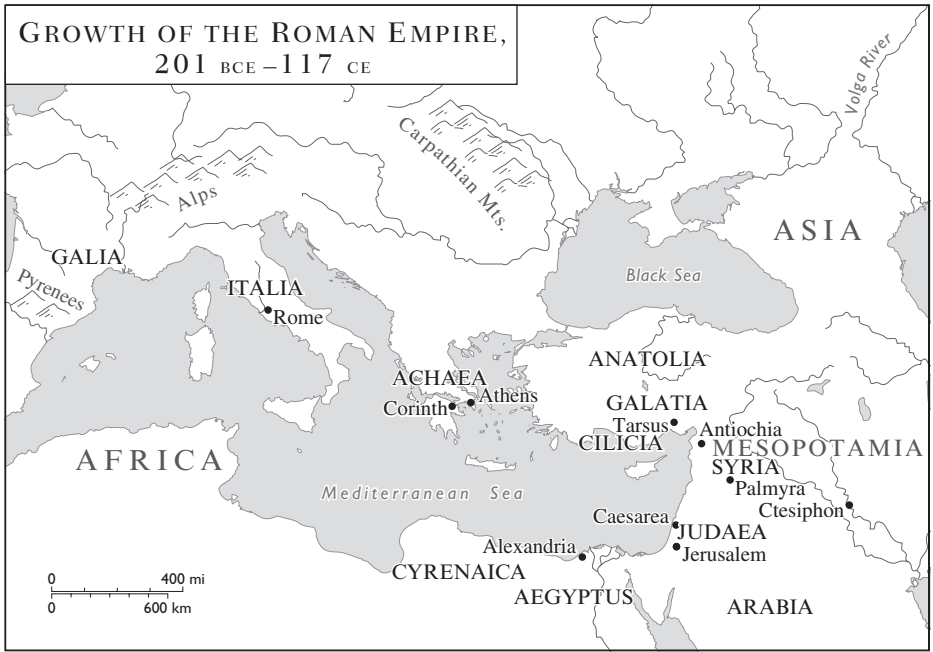 GROWTH OF THE ROMAN EMPIRE,
201 BCE – 117 CE
Volga River
Carpathian Mts.
Alps
ASIA
GALIA
Black Sea
Pyrenees
ITALIA
Rome
ANATOLIA
ACHAEA
Athens
Corinth
GALATIA
Tarsus
Antiochia
CILICIA
MESOPOTAMIA
AFRICA
SYRIA
Palmyra
Mediterranean Sea
Ctesiphon
Caesarea
JUDAEA
Alexandria
Jerusalem
CYRENAICA
0 400 mi
0 600 km
AEGYPTUS
ARABIA